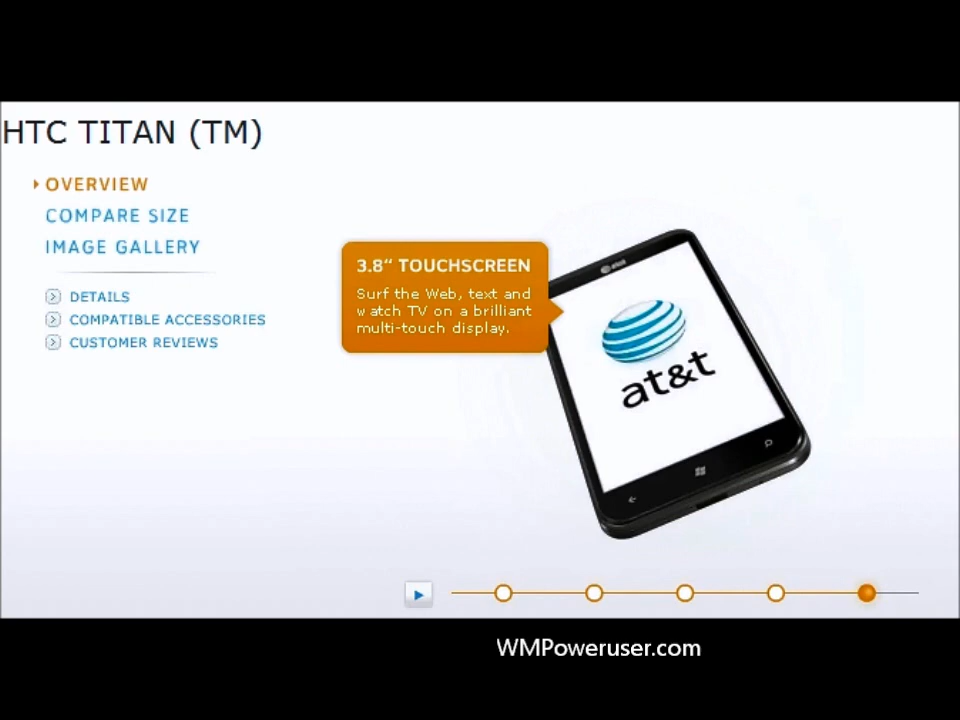 HTC TITAN (TM)
OVERVIEW
COMPARE SIZE
IMAGE GALLERY
DETAILS
COMPATIBLE ACCESSORIES
CUSTOMER REVIEWS
3.8“ TOUCHSCREEN
Surf the Web, text and
watch TV on a brilliant
multi-touch display.
at&t
at&t
WMPoweruser.com